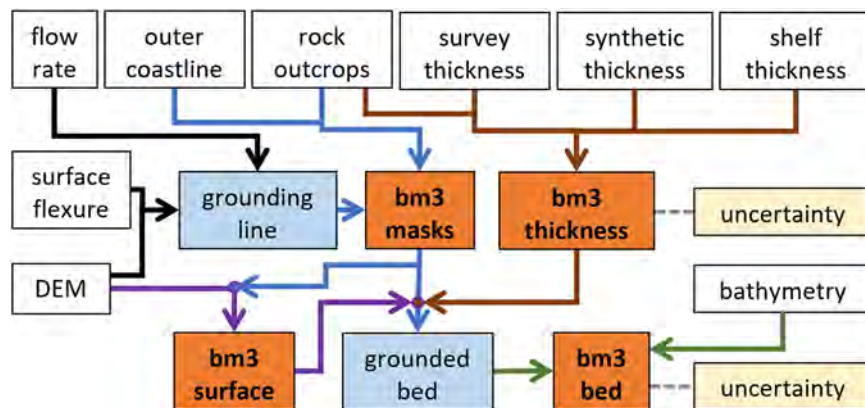 flow
rate
outer
coastline
rock
outcrops
survey
thickness
synthetic
thickness
shelf
thickness
surface
flexure
grounding
line
bm3
masks
bm3
thickness
uncertainty
DEM
bathymetry
bm3
surface
grounded
bed
bm3
bed
uncertainty